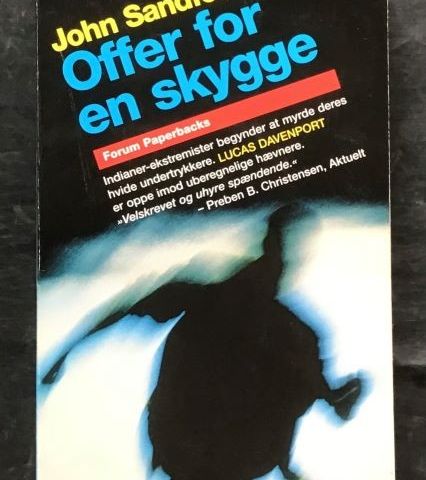 John
Offer for
en skygge
Forum Paperbacks
Indianer-ekstremister begynder at myrde deres
hvide undertrykkere. LUCAS DAVENPORT
er oppe imod uberegnelige hævnere.
»Velskrevet og uhyre spændende.«
– Preben B. Christensen, Aktuelt